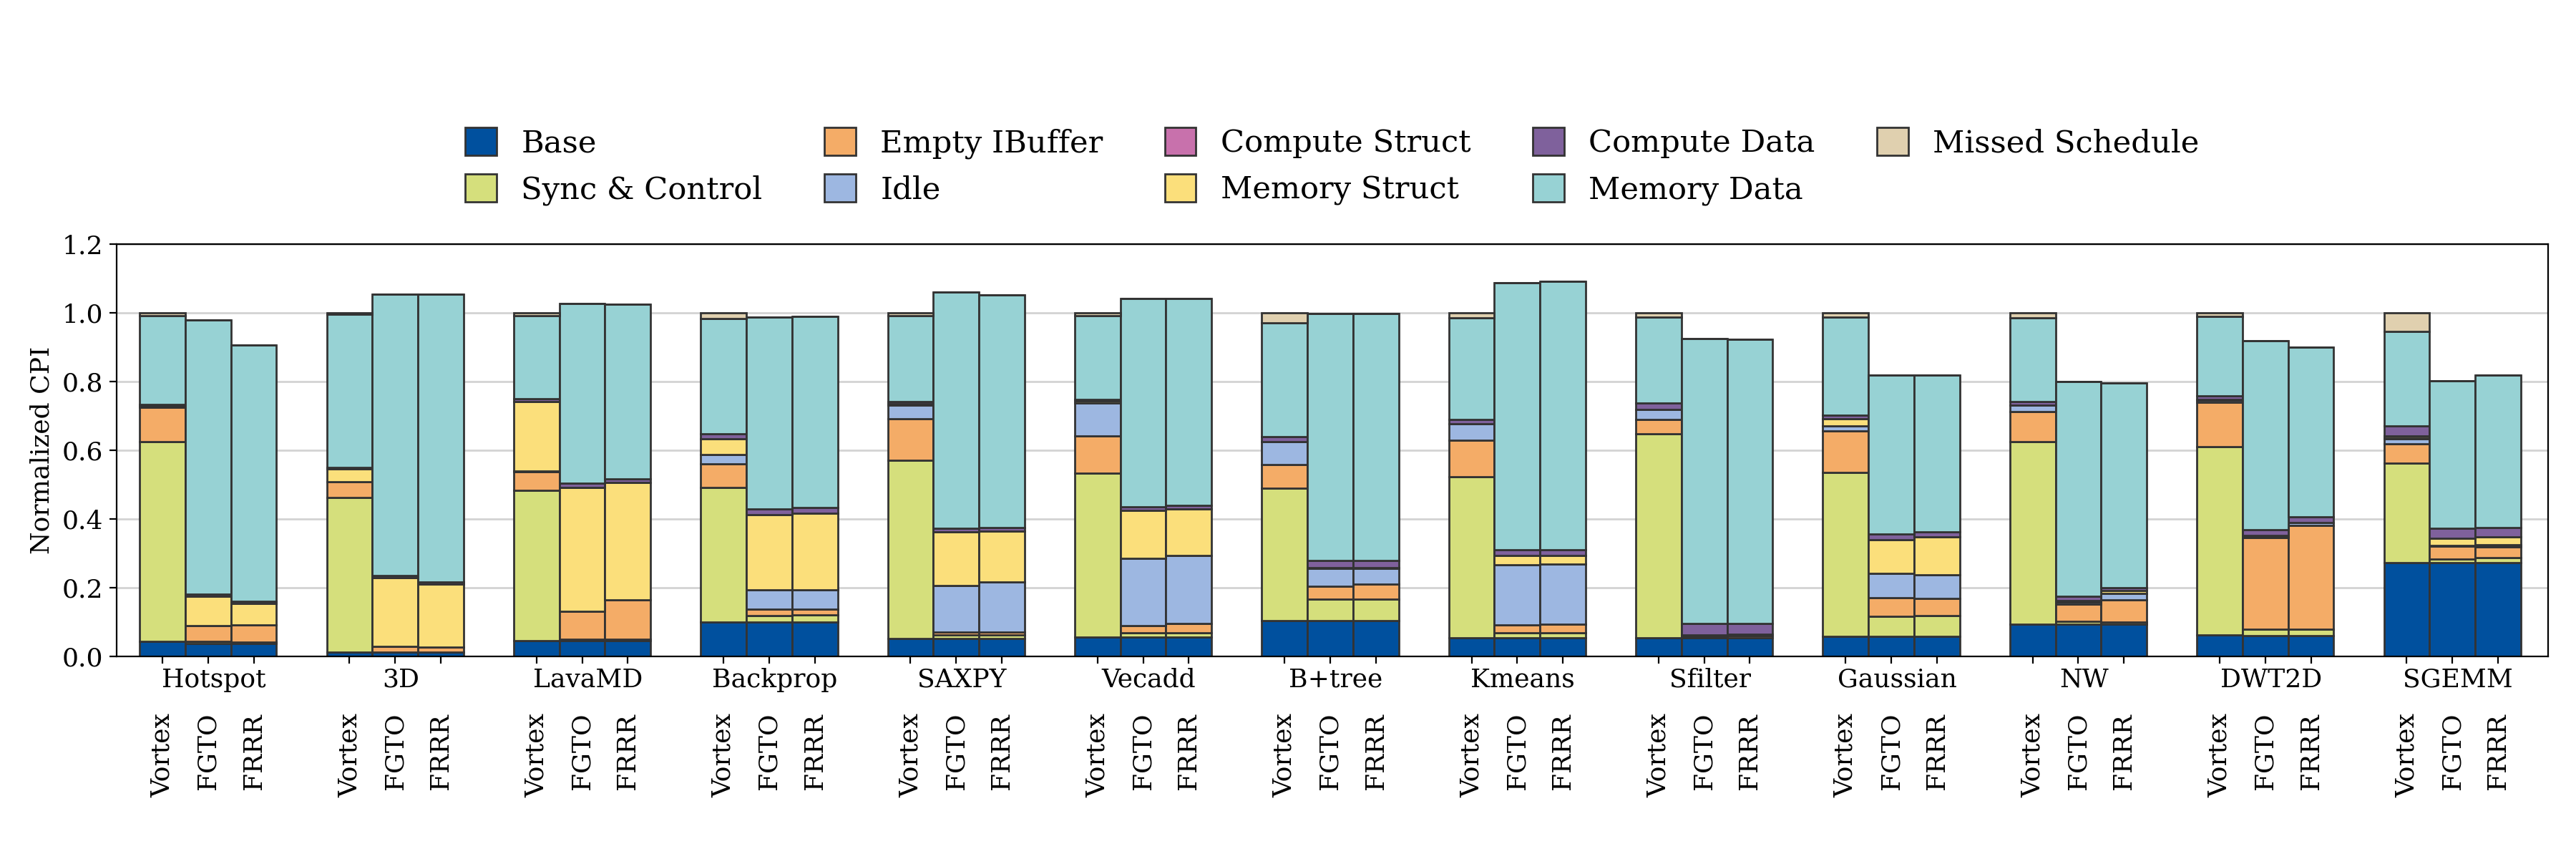 Base Empty IBuffer Compute Struct Compute Data Missed Schedule
Sync & Control Idle Memory Struct Memory Data
1.2
1.0
0.8
0.6
0.4
0.2
0.0
Normalized CPI
Hotspot 3D LavaMD Backprop SAXPY Vecadd B+tree Kmeans Sfilter Gaussian NW DWT2D SGEMM
Vortex FGTO FRRR Vortex FGTO FRRR Vortex FGTO FRRR Vortex FGTO FRRR Vortex FGTO FRRR Vortex FGTO FRRR Vortex FGTO FRRR Vortex FGTO FRRR Vortex FGTO FRRR Vortex FGTO FRRR Vortex FGTO FRRR Vortex FGTO FRRR Vortex FGTO FRRR